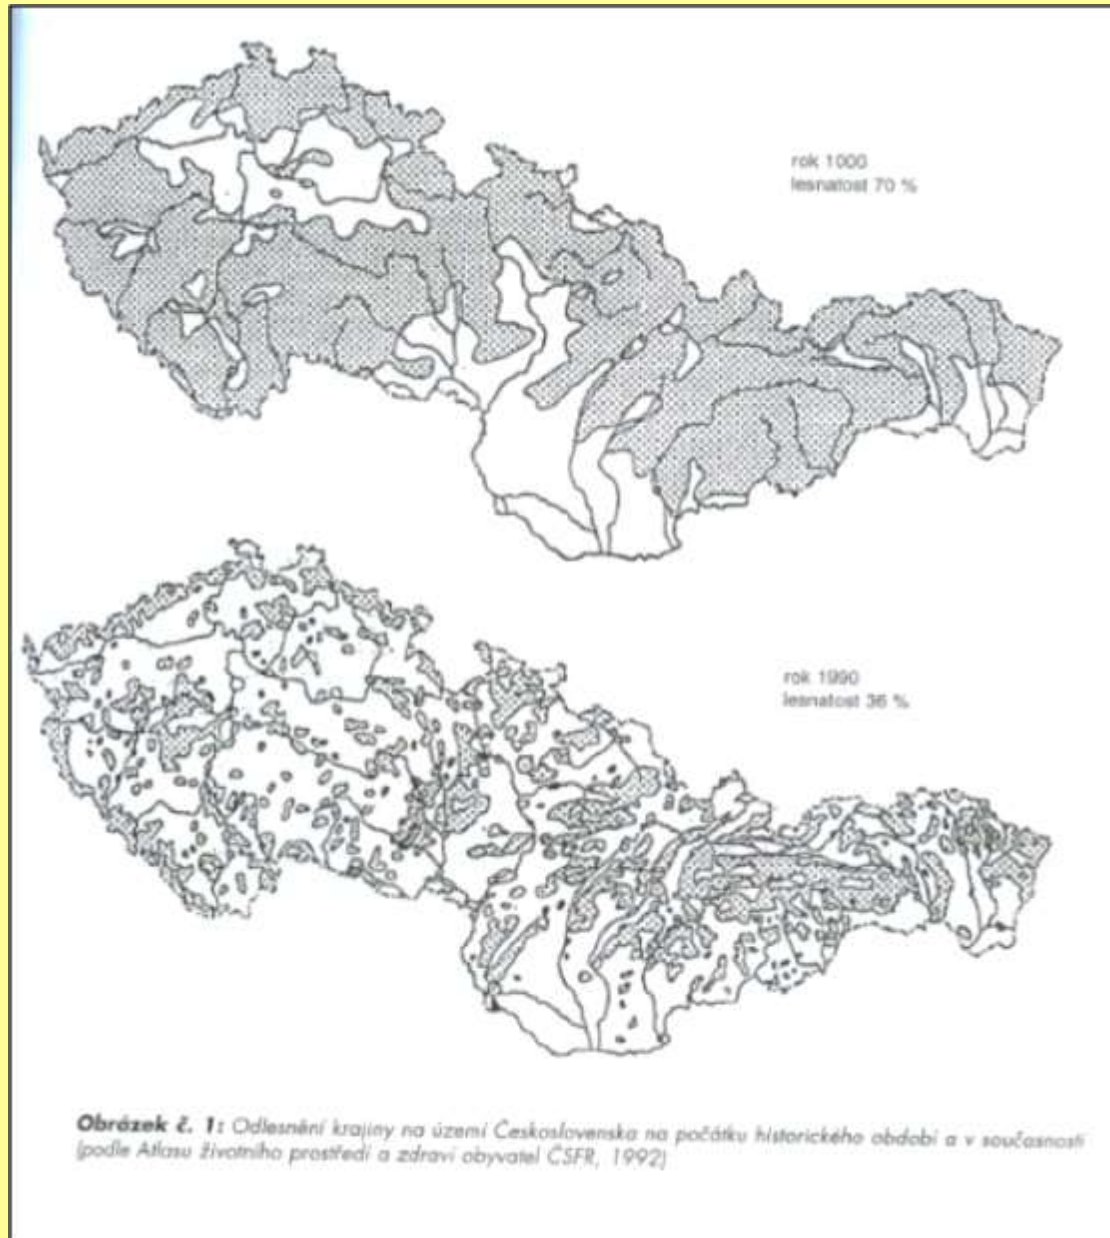 rok 1000
lesnatost 70 %
rok 1990
lesnatost 36 %
Obrázek č. 1: Odlesnění krajiny na území Československa na počátku historického období a v současnosti
(podle Atlasu životního prostředí a zdraví obyvatel ČSFR, 1992)